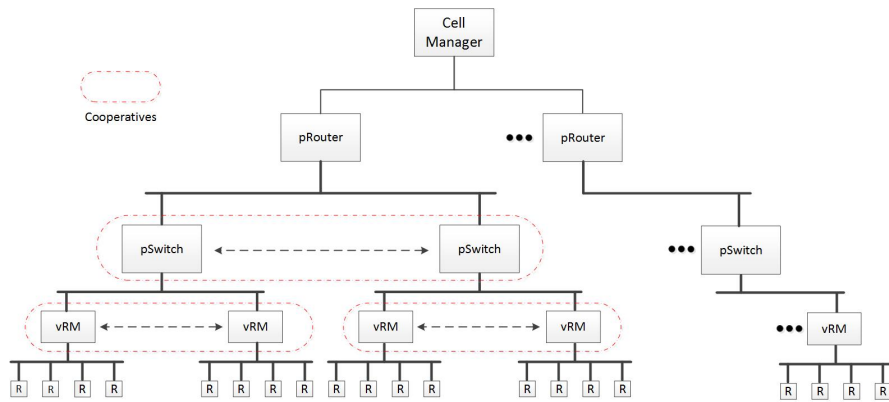 Cell
Manager
Cooperatives
pRouter
pRouter
pSwitch
pSwitch
pSwitch
vRM
vRM
vRM
vRM
vRM
R R R R R R R R R R R R R R R R R R R R